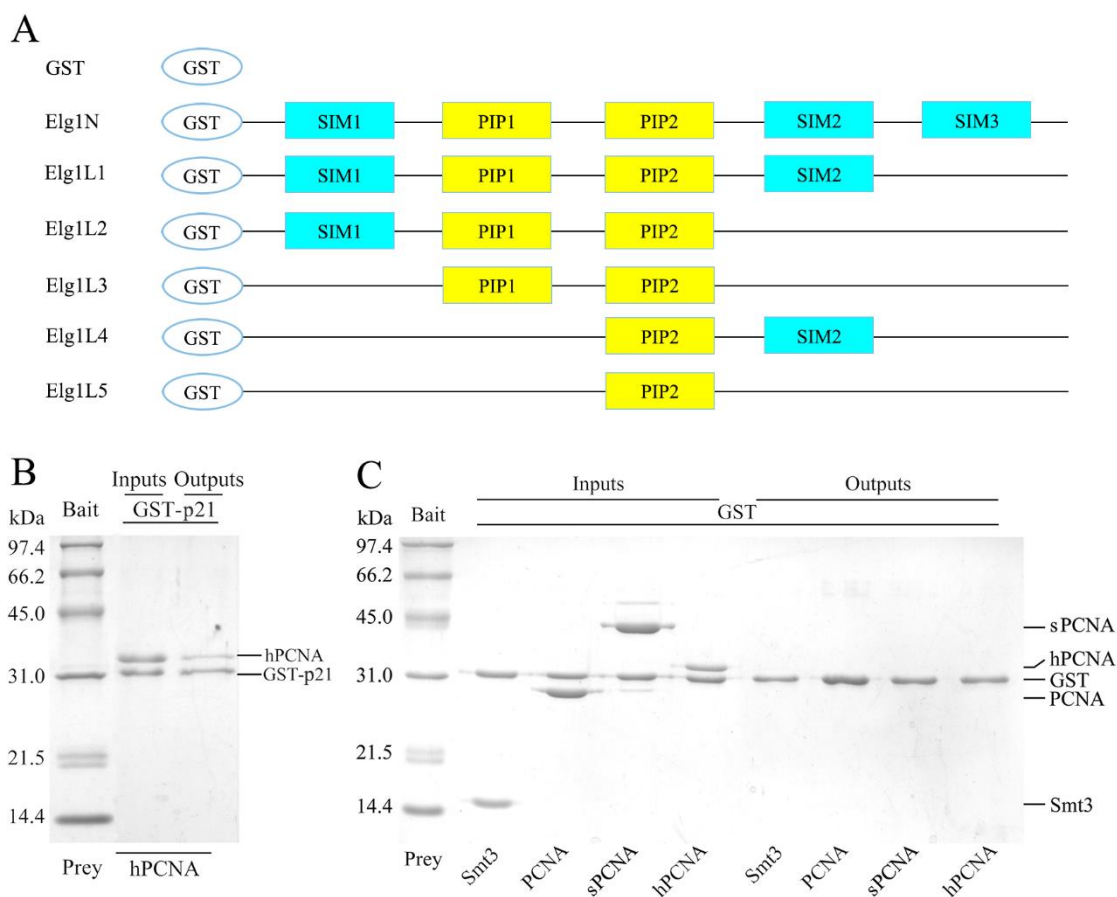 A
GST GST
Elg1N GST SIM1 PIP1 PIP2 SIM2 SIM3
Elg1L1 GST SIM1 PIP1 PIP2 SIM2
Elg1L2 GST SIM1 PIP1 PIP2
Elg1L3 GST PIP1 PIP2
Elg1L4 GST PIP2 SIM2
Elg1L5 GST PIP2
B
Inputs Outputs
kDa Bait GST-p21
97.4
66.2
45.0
hPCNA
31.0 GST-p21
21.5
14.4
Prey hPCNA
C
Inputs Outputs
kDa Bait GST
97.4
66.2
45.0 sPCNA
hPCNA
31.0 GST
PCNA
21.5
14.4 Smt3
Prey Smt3 PCNA sPCNA hPCNA Smt3 PCNA sPCNA hPCNA